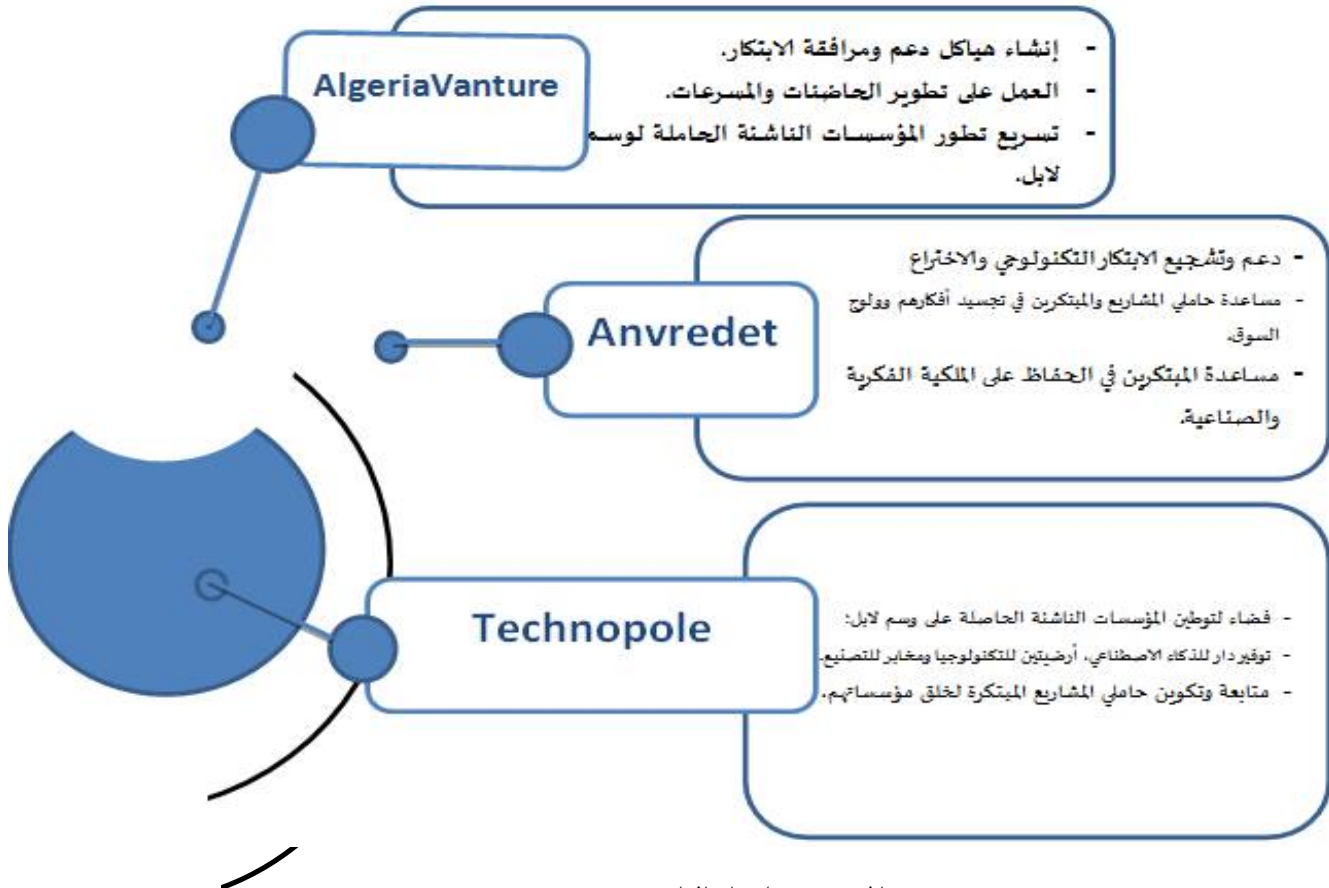 AlgeriaVanture
- إنشاء هياكل دعم ومرافقة الابتكار.
- العمل على تطوير الحاضنات والمسرعات.
- تسريع تطور المؤسسات الناشئة الحاملة لوسم
لابل.
Anvredet
- دعم وتشجيع الابتكار التكنولوجي والاختراع
- مساعدة حاملي المشاريع والمبتكرين في تجسيد أفكارهم وولوج
السوق.
- مساعدة المبتكرين في الحفاظ على الملكية الفكرية
والصناعية.
Technopole
- فضاء لتوطين المؤسسات الناشئة الحاصلة على وسم لابل؛
- توفير دار للذكاء الاصطناعي، أرضيتين للتكنولوجيا ومخابر للتصنيع.
- متابعة وتكوين حاملي المشاريع المبتكرة لخلق مؤسساتهم.